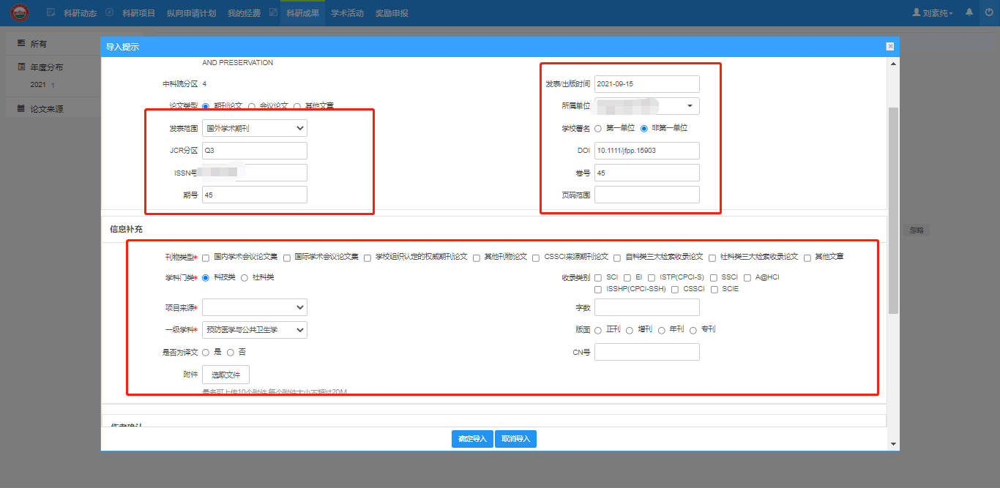 科研动态 科研项目 纵向申请计划 我的经费 科研成果 学术活动 奖励申报 刘素纯
所有
年度分布
2021 1
论文来源
导入提示
AND PRESERVATION
中科院分区 4 发表/出版时间 2021-09-15
论文类型 期刊论文 会议论文 其他文章 所属单位
发表范围 国外学术期刊 学校署名 第一单位 非第一单位
JCR分区 Q3 DOI 10.1111/jfpp.15903
ISSN号 卷号 45
期号 45 页码范围
信息补充
忽略
刊物类型* 国内学术会议论文集 国际学术会议论文集 学校组织认定的权威期刊论文 其他刊物论文 CSSCI来源期刊论文 自科类三大检索收录论文 社科类三大检索收录论文 其他文章
学科门类* 科技类 社科类 收录类别 SCI EI ISTP(CPCI-S) SSCI A@HCI
ISSHP(CPCI-SSH) CSSCI SCIE
项目来源* 字数
一级学科* 预防医学与公共卫生学 版面 正刊 增刊 年刊 专刊
是否为译文 是 否 CN号
附件 选取文件
最多可上传10个附件,每个附件大小不超过20M
作者确认
确定导入 取消导入